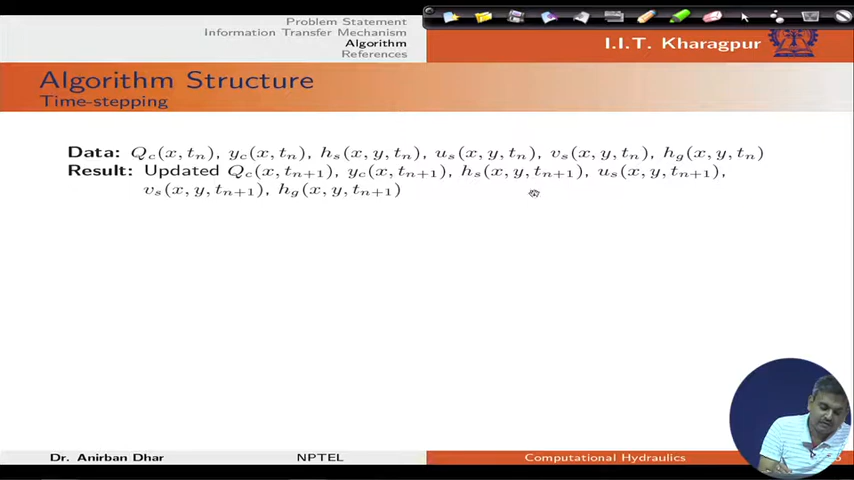 Problem Statement
Information Transfer Mechanism
Algorithm
References
I.I.T. Kharagpur
Algorithm Structure
Time-stepping
Data: Q_c(x, t_n), y_c(x, t_n), h_s(x, y, t_n), u_s(x, y, t_n), v_s(x, y, t_n), h_g(x, y, t_n)
Result: Updated Q_c(x, t_{n+1}), y_c(x, t_{n+1}), h_s(x, y, t_{n+1}), u_s(x, y, t_{n+1}),
v_s(x, y, t_{n+1}), h_g(x, y, t_{n+1})
Dr. Anirban Dhar NPTEL Computational Hydraulics